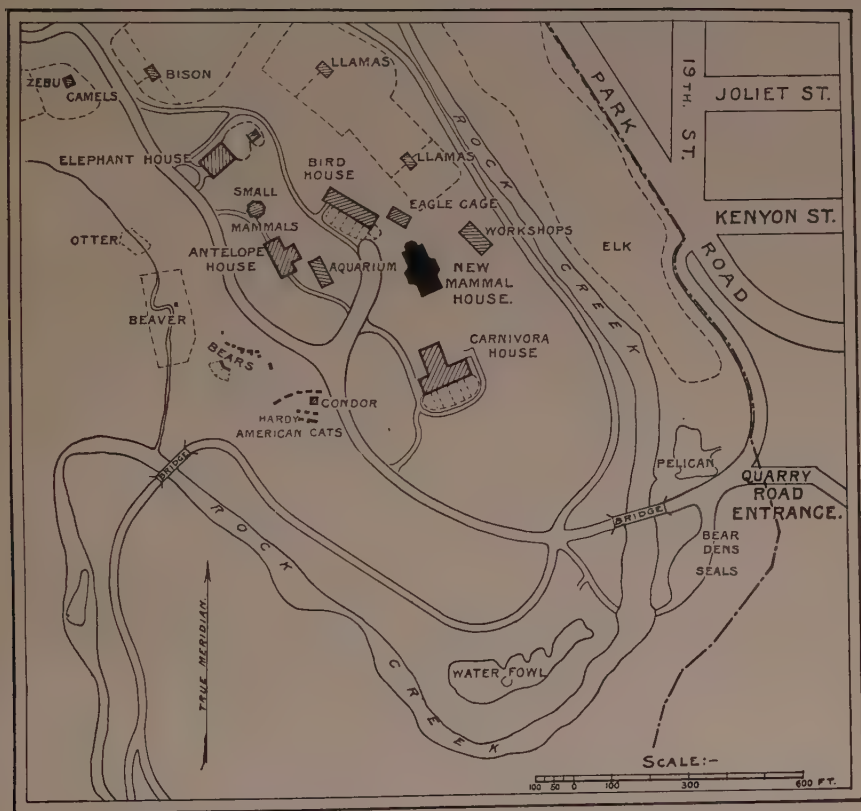 ZEBU
CAMELS
BISON
LLAMAS
PARK
ROAD
19TH
ST.
JOLIET ST.
ROCK
CREEK
ELEPHANT HOUSE
BIRD
HOUSE
LLAMAS
SMALL
MAMMALS
EAGLE CAGE
KENYON ST.
WORKSHOPS
ELK
OTTER
ANTELOPE
HOUSE
AQUARIUM
NEW
MAMMAL
HOUSE.
BEAVER
BEARS
CARNIVORA
HOUSE
CONDOR
HARDY
AMERICAN CATS
PELICAN
BRIDGE
QUARRY
ROAD
ENTRANCE.
BRIDGE
BEAR
DENS
SEALS
ROCK
CREEK
TRUE MERIDIAN.
WATER FOWL
SCALE:-
100 50 0 100 300 600 FT.